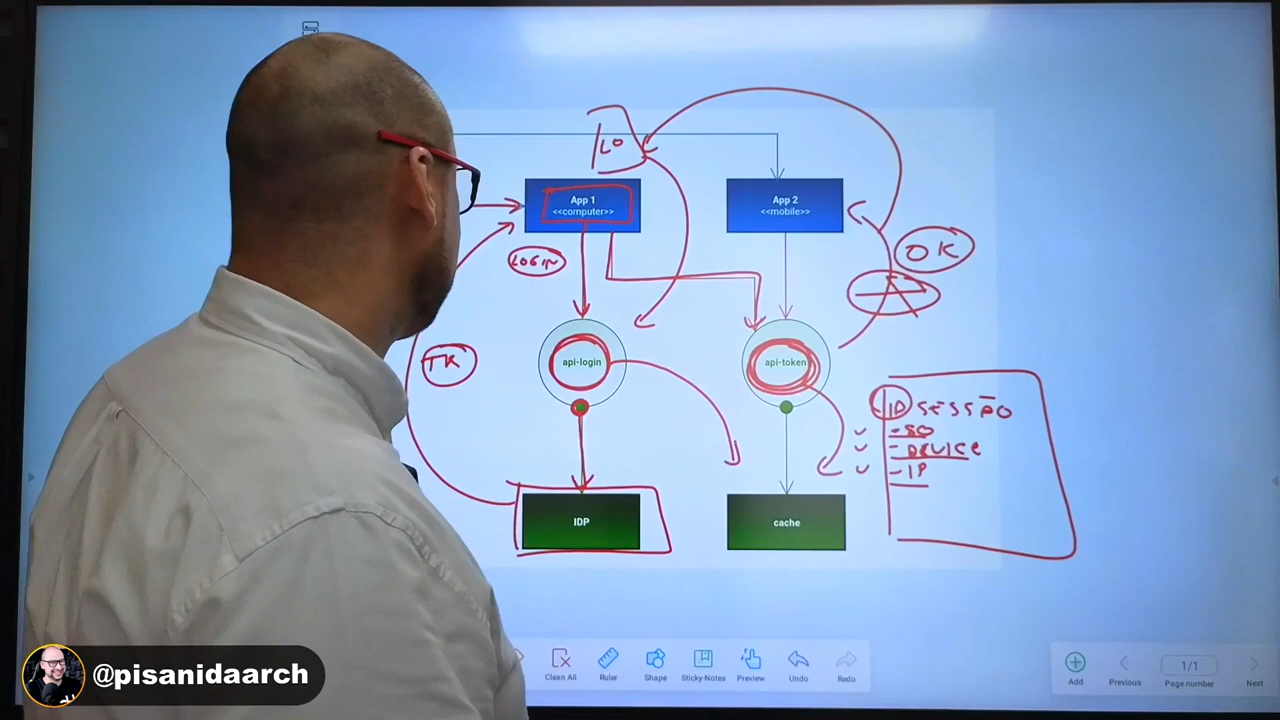 LO
App 1
<<computer>>
App 2
<<mobile>>
LOGIN
OK
A
api-login
api-token
TK
ID SESSÃO
- SO
- DEVICE
- IP
IDP
cache
@pisanidaarch
Clean All
Ruler
Shape
Sticky-Notes
Preview
Undo
Redo
Add
Previous
1/1
Page number
Next